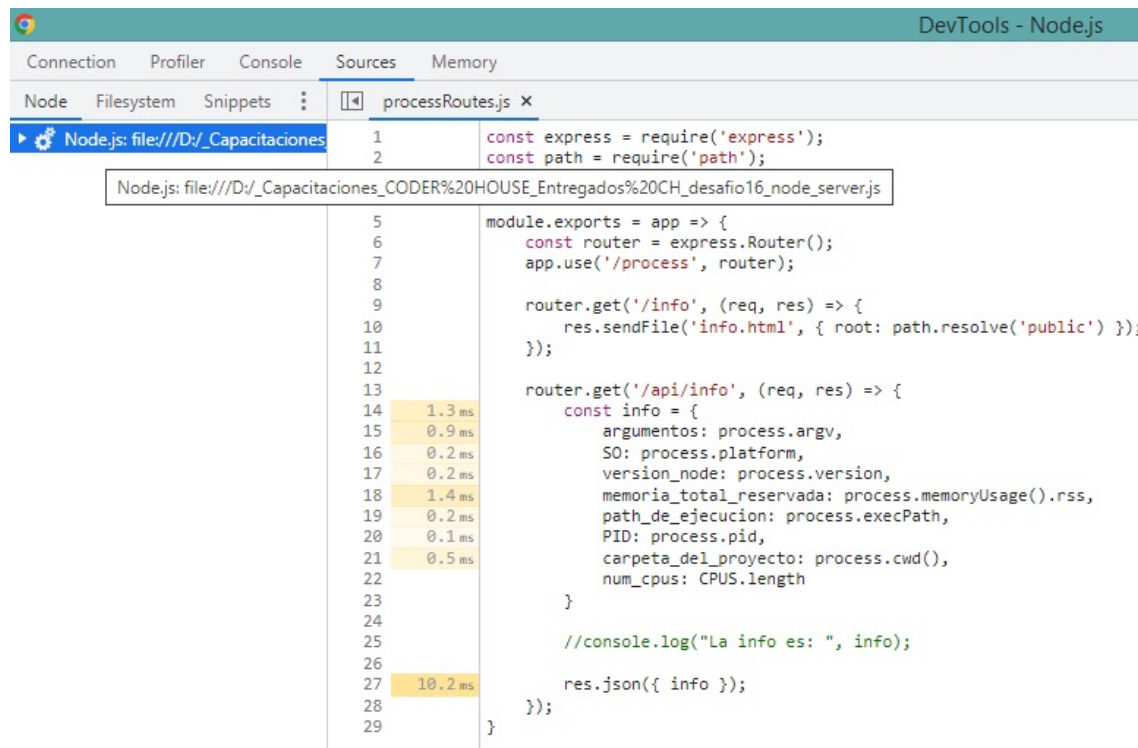 DevTools - Node.js
Connection Profiler Console Sources Memory
Node Filesystem Snippets processRoutes.js ×
Node.js: file:///D:/_Capacitaciones_
Node.js: file:///D:/_Capacitaciones_CODER%20HOUSE_Entregados%20CH_desafio16_node_server.js
1 const express = require('express');
2 const path = require('path');
5 module.exports = app => {
6 const router = express.Router();
7 app.use('/process', router);
8
9 router.get('/info', (req, res) => {
10 res.sendFile('info.html', { root: path.resolve('public') });
11 });
12
13 router.get('/api/info', (req, res) => {
14 1.3 ms const info = {
15 0.9 ms argumentos: process.argv,
16 0.2 ms SO: process.platform,
17 0.2 ms version_node: process.version,
18 1.4 ms memoria_total_reservada: process.memoryUsage().rss,
19 0.2 ms path_de_ejecucion: process.execPath,
20 0.1 ms PID: process.pid,
21 0.5 ms carpeta_del_proyecto: process.cwd(),
22 num_cpus: CPUS.length
23 }
24
25 //console.log("La info es: ", info);
26
27 10.2 ms res.json({ info });
28 });
29 }